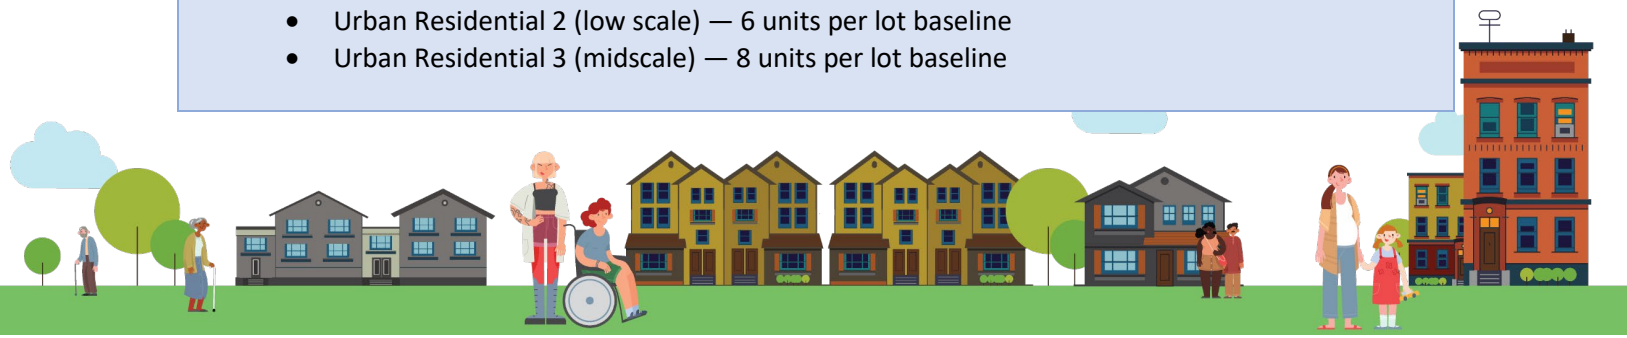 • Urban Residential 2 (low scale) — 6 units per lot baseline
• Urban Residential 3 (midscale) — 8 units per lot baseline